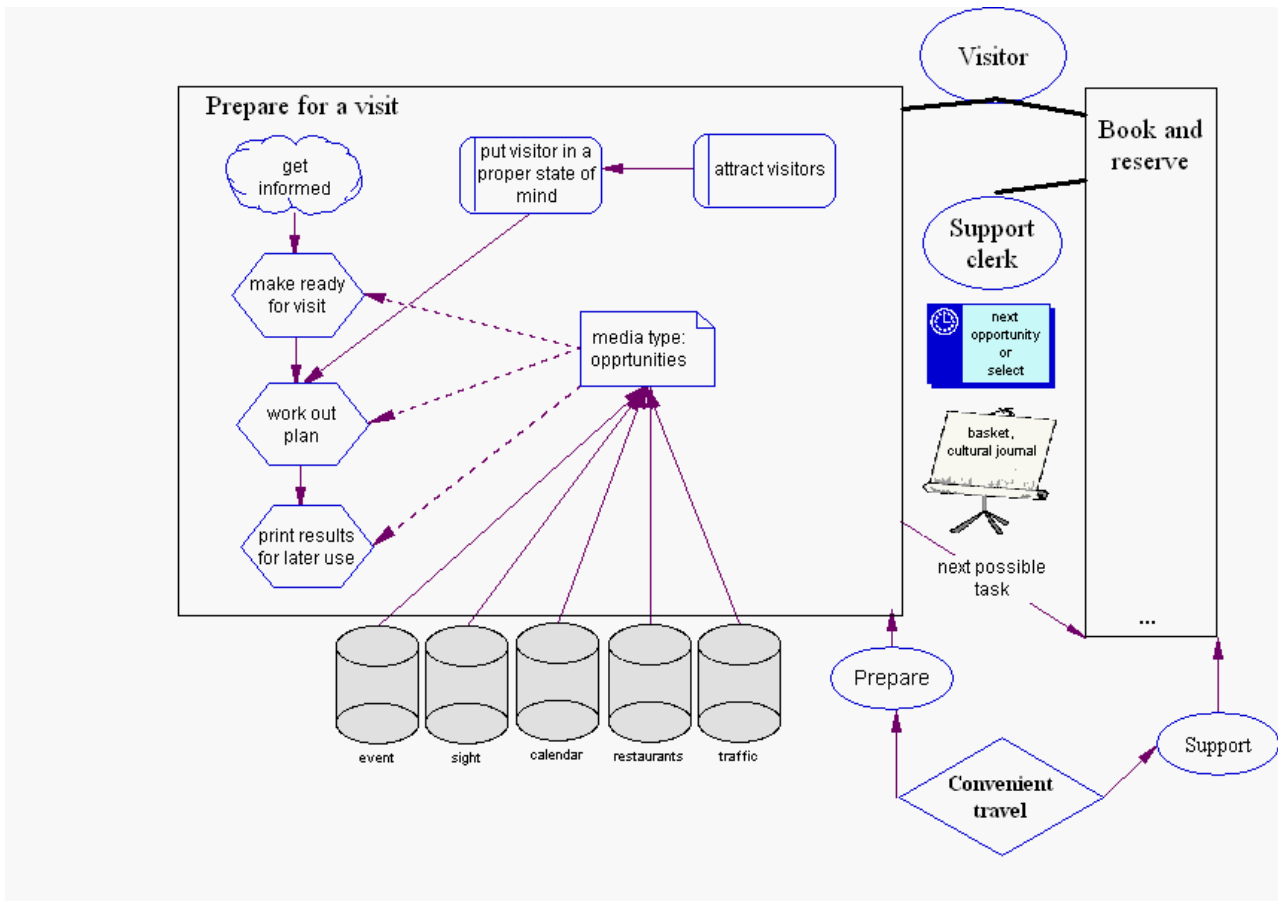 Visitor
Prepare for a visit
Book and
reserve
get
informed
put visitor in a
proper state of
mind
attract visitors
Support
clerk
make ready
for visit
next
opportunity
or
select
media type:
opprtunities
work out
plan
basket,
cultural journal
print results
for later use
next possible
task
...
Prepare
Support
event
sight
calendar
restaurants
traffic
Convenient
travel